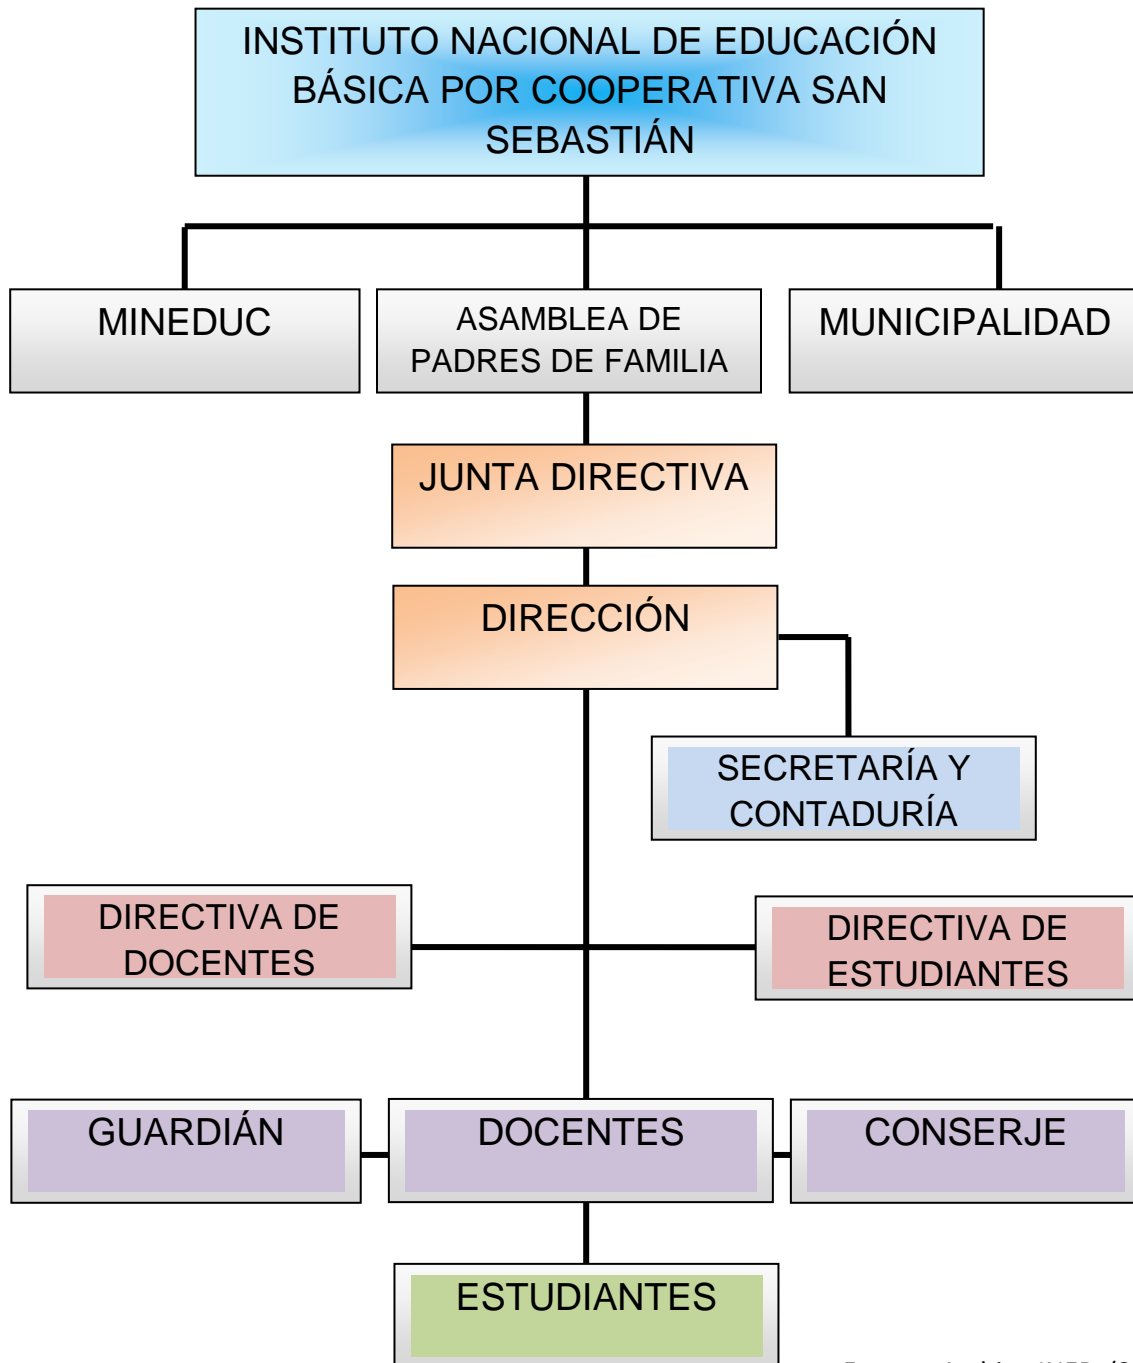 INSTITUTO NACIONAL DE EDUCACIÓN
BÁSICA POR COOPERATIVA SAN
SEBASTIÁN
MINEDUC
ASAMBLEA DE
PADRES DE FAMILIA
MUNICIPALIDAD
JUNTA DIRECTIVA
DIRECCIÓN
SECRETARÍA Y
CONTADURÍA
DIRECTIVA DE
DOCENTES
DIRECTIVA DE
ESTUDIANTES
GUARDIÁN
DOCENTES
CONSERJE
ESTUDIANTES